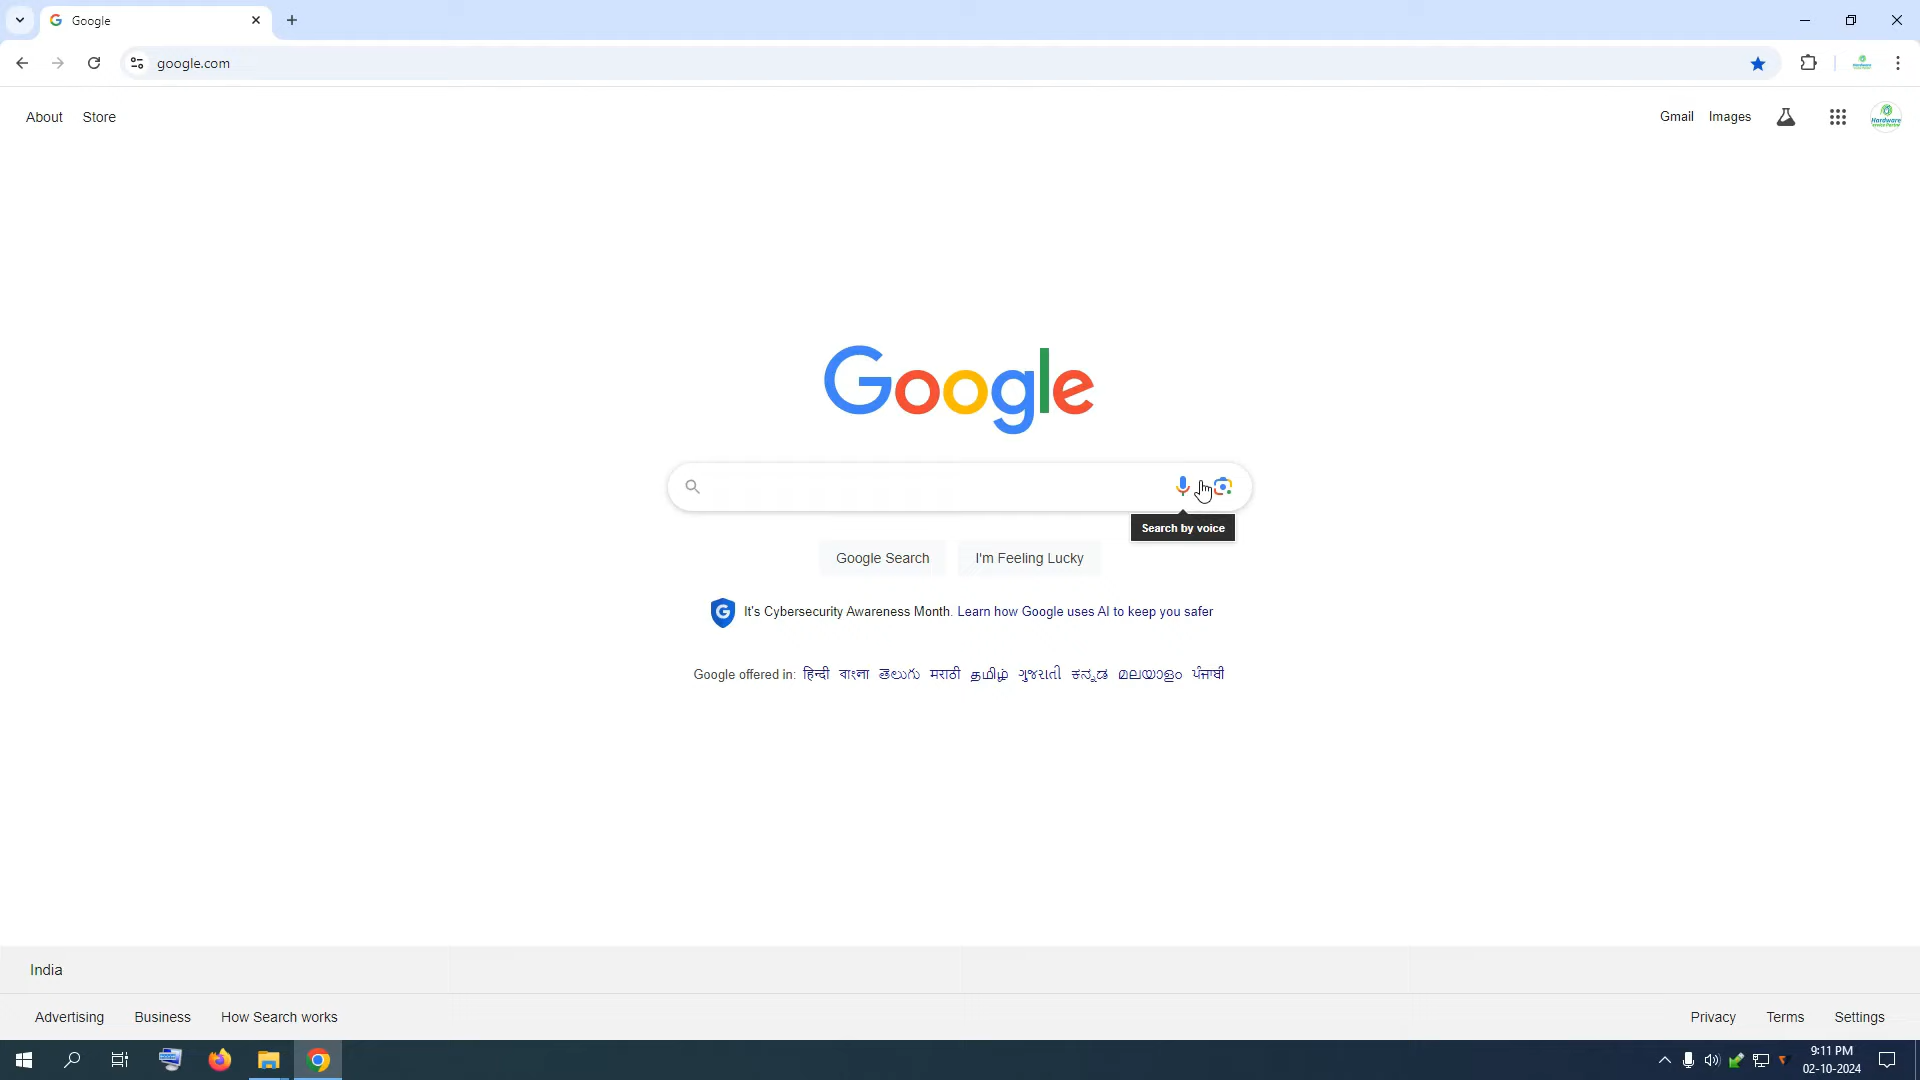 Google
google.com
About Store
Gmail Images
Google
Search by voice
Google Search I'm Feeling Lucky
It's Cybersecurity Awareness Month. Learn how Google uses AI to keep you safer
Google offered in: हिन्दी বাংলা తెలుగు मराठी தமிழ் ગુજરાતી ಕನ್ನಡ മലയാളം ਪੰਜਾਬੀ
India
Advertising Business How Search works
Privacy Terms Settings
9:11 PM
02-10-2024